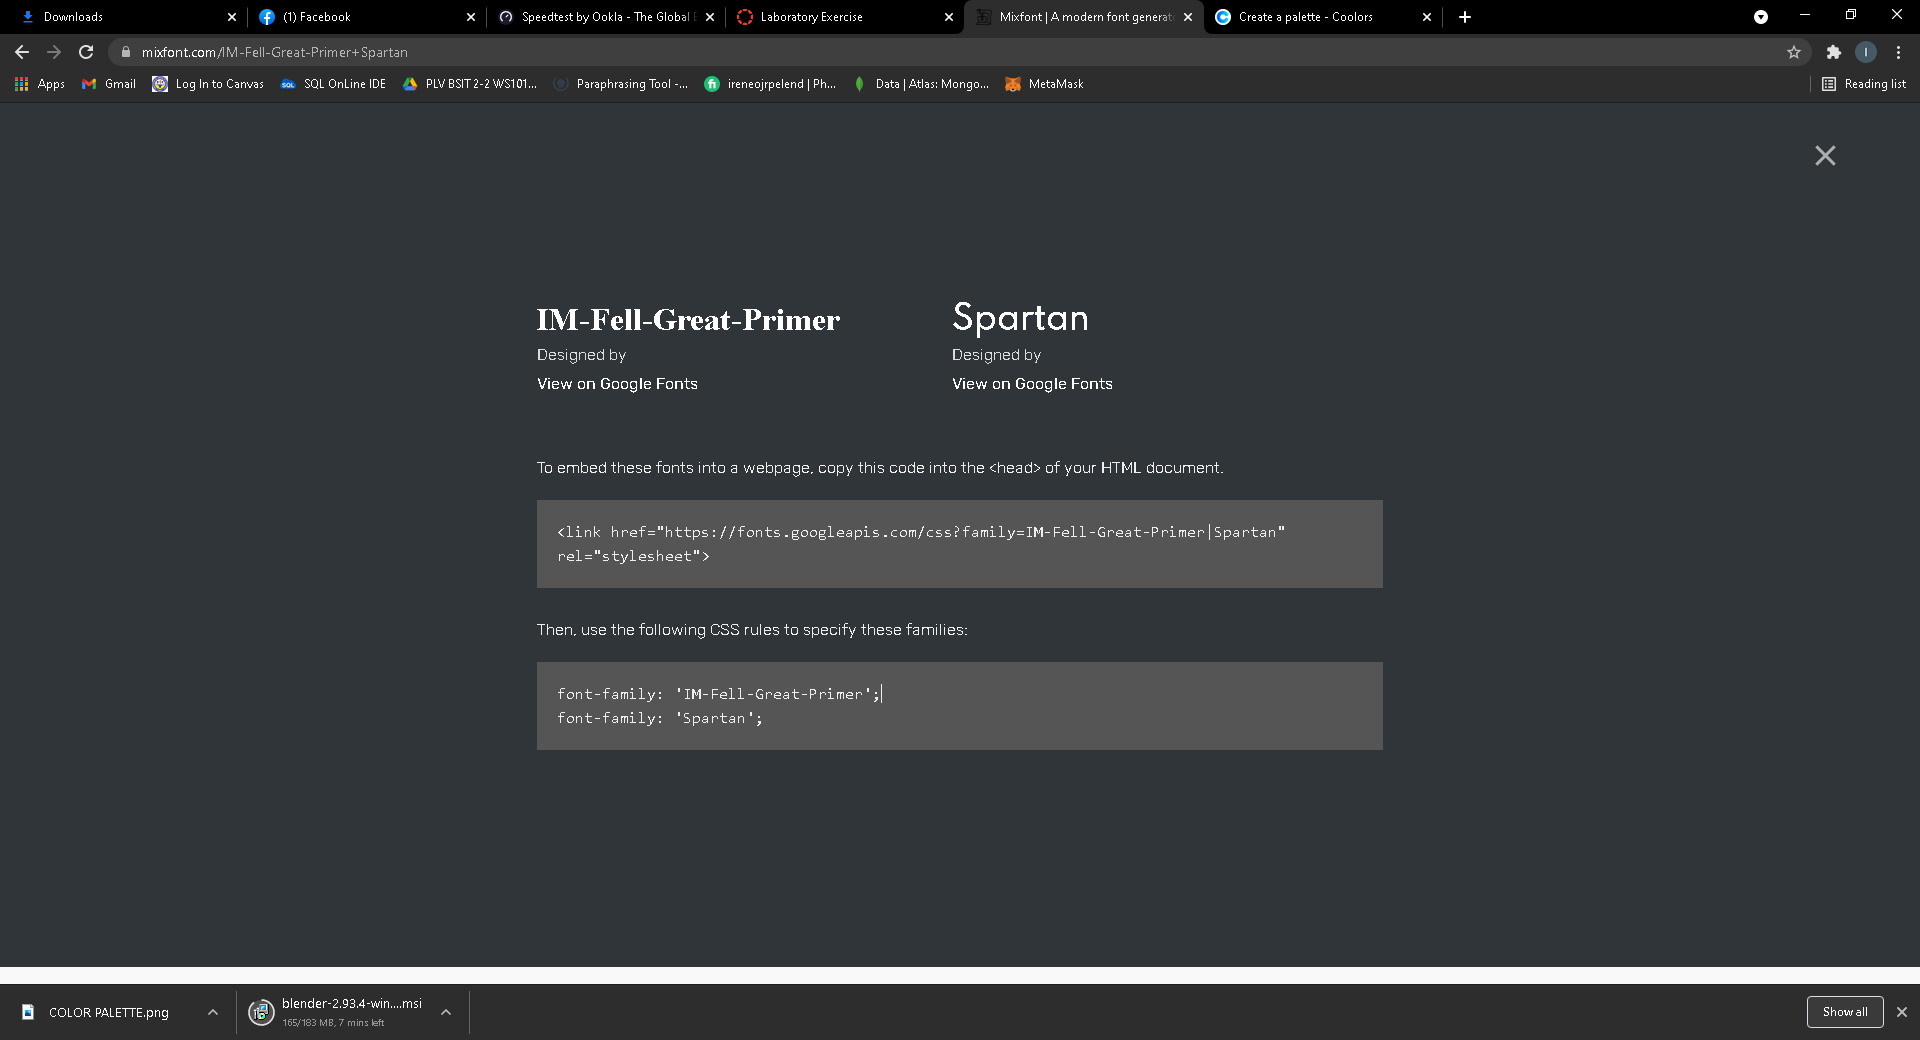 Downloads
(1) Facebook
Speedtest by Ookla - The Global
Laboratory Exercise
Mixfont | A modern font generat
Create a palette - Coolors
mixfont.com/IM-Fell-Great-Primer+Spartan
Apps
Gmail
Log In to Canvas
SQL OnLine IDE
PLV BSIT 2-2 WS101...
Paraphrasing Tool -...
ireneojrpelend | Ph...
Data | Atlas: Mongo...
MetaMask
Reading list
IM-Fell-Great-Primer
Designed by
View on Google Fonts
Spartan
Designed by
View on Google Fonts
To embed these fonts into a webpage, copy this code into the <head> of your HTML document.
<link href="https://fonts.googleapis.com/css?family=IM-Fell-Great-Primer|Spartan"
rel="stylesheet">
Then, use the following CSS rules to specify these families:
font-family: 'IM-Fell-Great-Primer';
font-family: 'Spartan';
COLOR PALETTE.png
blender-2.93.4-win....msi
165/183 MB, 7 mins left
Show all